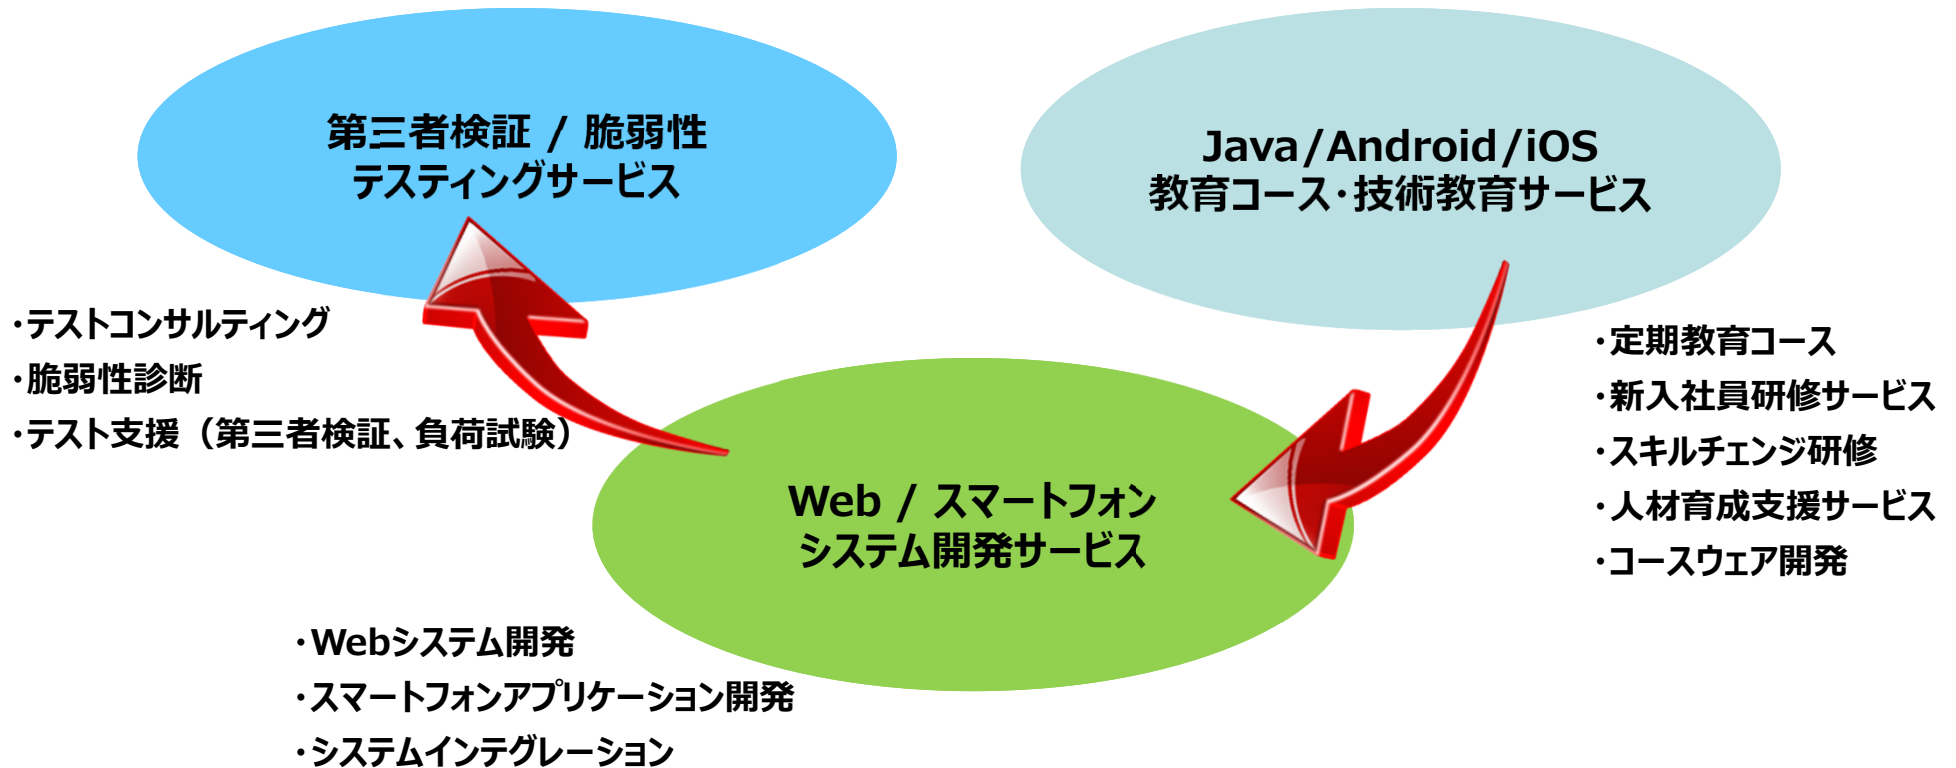 第三者検証 / 脆弱性
テスティングサービス
・テストコンサルティング
・脆弱性診断
・テスト支援（第三者検証、負荷試験）
Java/Android/iOS
教育コース・技術教育サービス
・定期教育コース
・新入社員研修サービス
・スキルチェンジ研修
・人材育成支援サービス
・コースウェア開発
Web / スマートフォン
システム開発サービス
・Webシステム開発
・スマートフォンアプリケーション開発
・システムインテグレーション